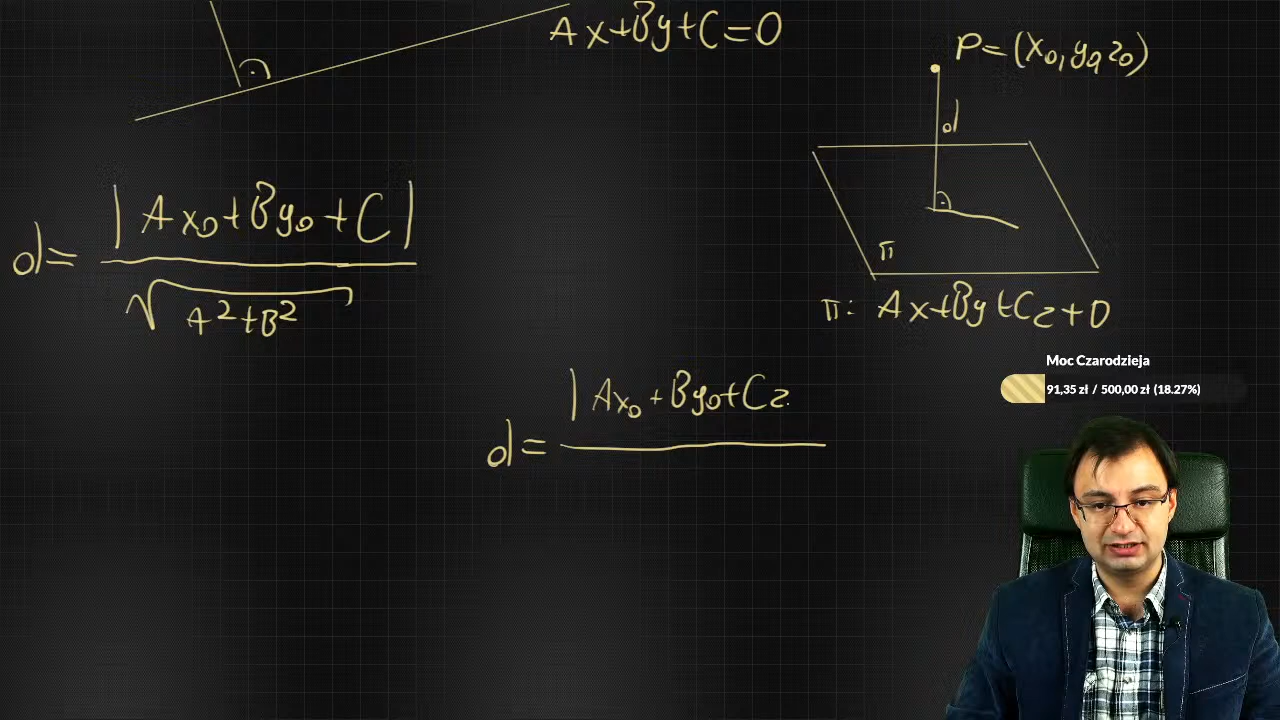 Ax+By+C=0
P=(x₀,y₀,z₀)
d
d= |Ax₀+By₀+C|
√A²+B²
π
π: Ax+By+Cz+D
Moc Czarodzieja
91,35 zł / 500,00 zł (18.27%)
d= |Ax₀+By₀+Cz